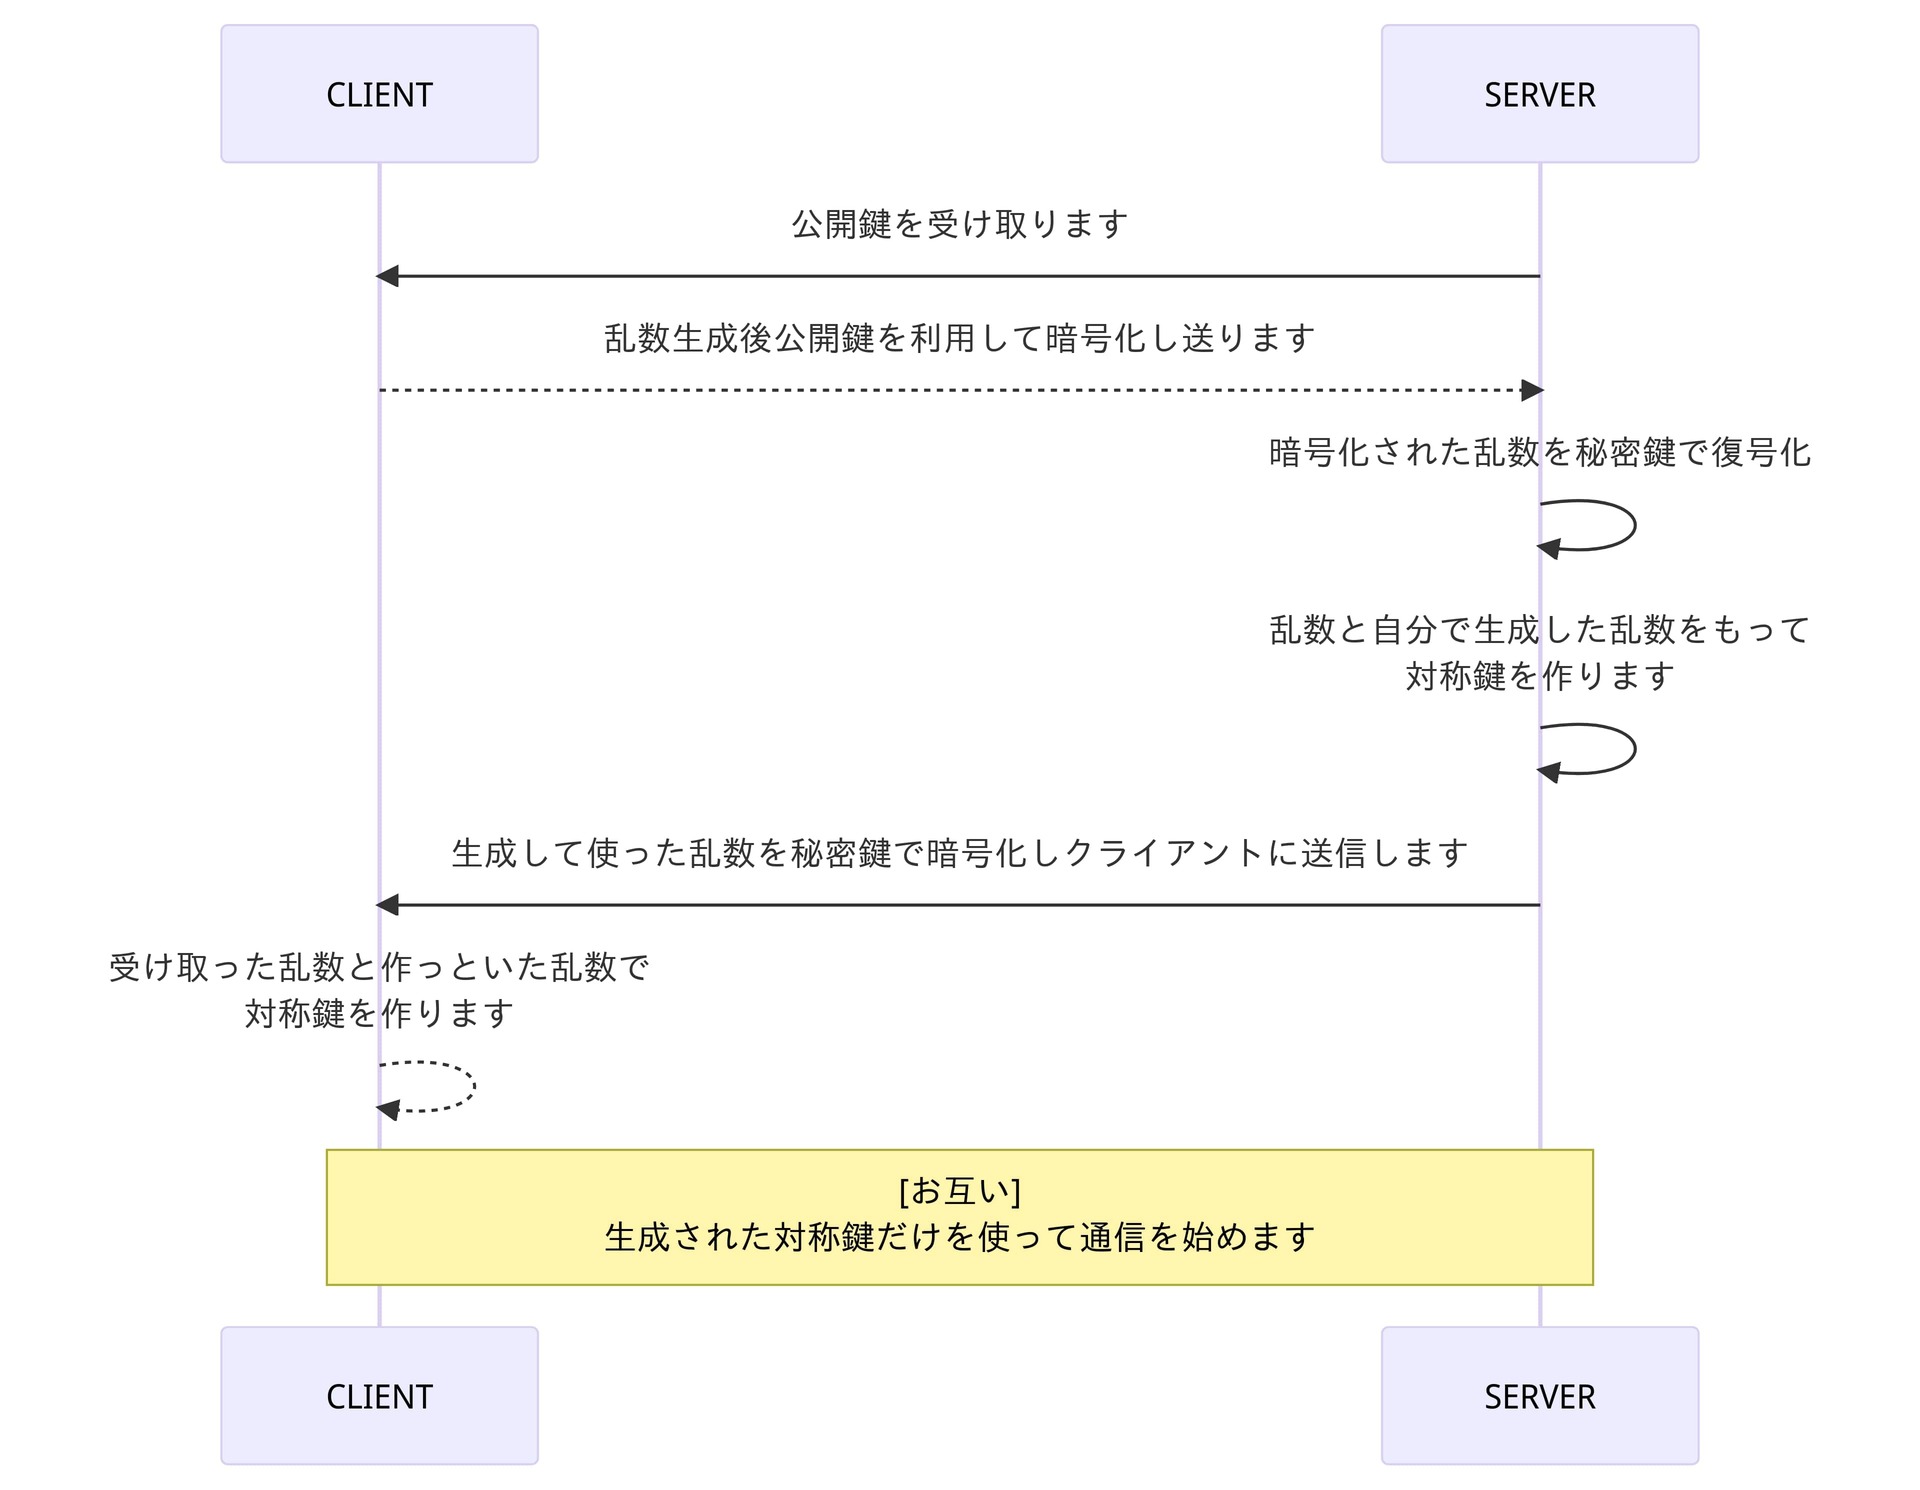 CLIENT
SERVER
公開鍵を受け取ります
乱数生成後公開鍵を利用して暗号化し送ります
暗号化された乱数を秘密鍵で復号化
乱数と自分で生成した乱数をもって
対称鍵を作ります
生成して使った乱数を秘密鍵で暗号化しクライアントに送信します
受け取った乱数と作っといた乱数で
対称鍵を作ります
[お互い]
生成された対称鍵だけを使って通信を始めます
CLIENT
SERVER